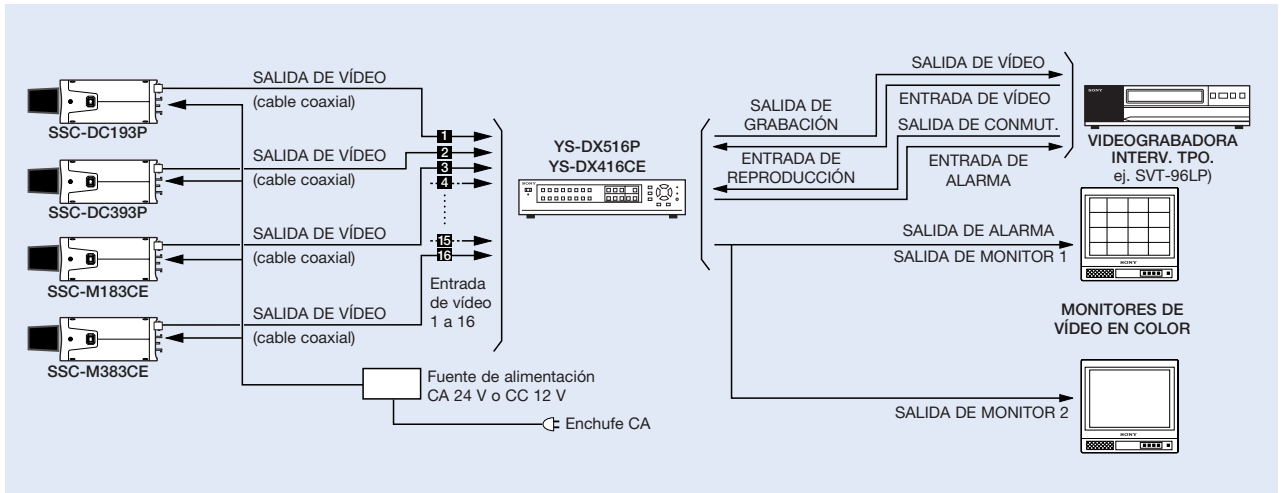 SALIDA DE VÍDEO
(cable coaxial)
SSC-DC193P
SALIDA DE VÍDEO
(cable coaxial)
SSC-DC393P
SALIDA DE VÍDEO
(cable coaxial)
SSC-M183CE
SALIDA DE VÍDEO
(cable coaxial)
SSC-M383CE
1
2
3
4
15
16
Entrada
de vídeo
1 a 16
Fuente de alimentación
CA 24 V o CC 12 V
Enchufe CA
YS-DX516P
YS-DX416CE
SONY
SALIDA DE
GRABACIÓN
ENTRADA DE
REPRODUCCIÓN
SALIDA DE VÍDEO
ENTRADA DE VÍDEO
SALIDA DE CONMUT.
ENTRADA DE
ALARMA
SONY
VIDEOGRABADORA
INTERV. TPO.
ej. SVT-96LP)
SALIDA DE ALARMA
SALIDA DE MONITOR 1
SONY
MONITORES DE
VÍDEO EN COLOR
SALIDA DE MONITOR 2
SONY